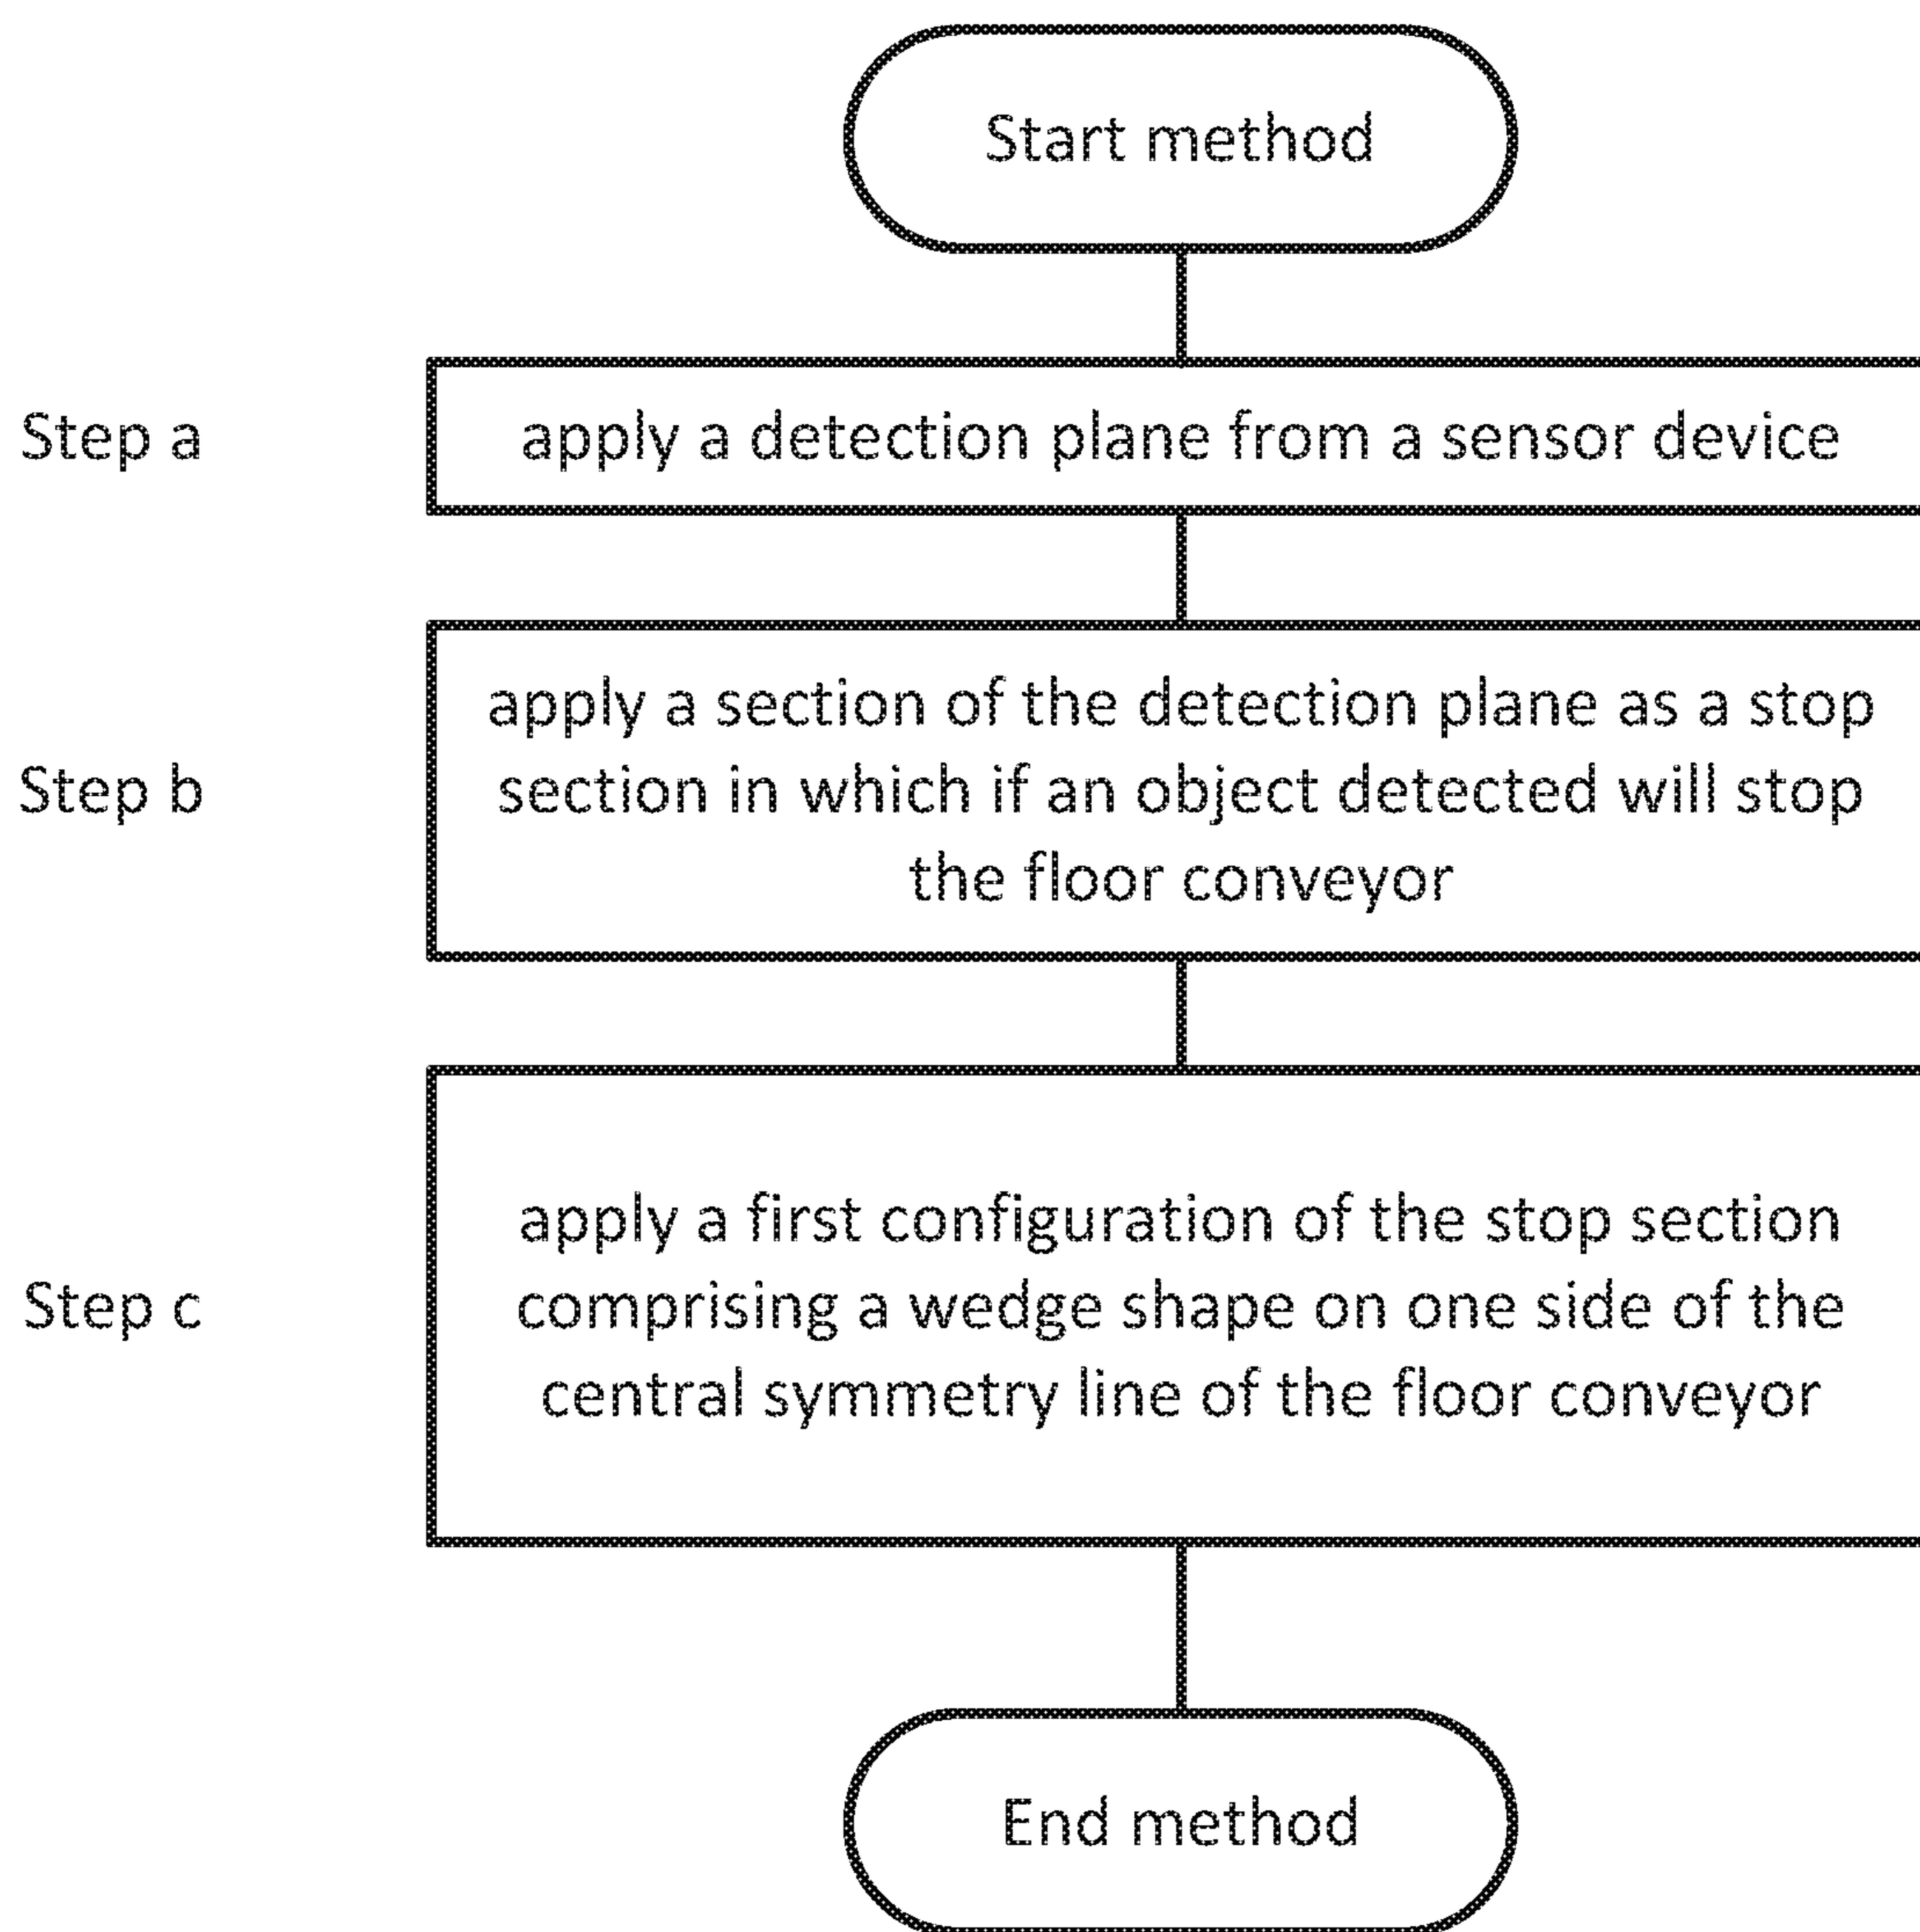 Start method
Step a
apply a detection plane from a sensor device
Step b
apply a section of the detection plane as a stop
section in which if an object detected will stop
the floor conveyor
Step c
apply a first configuration of the stop section
comprising a wedge shape on one side of the
central symmetry line of the floor conveyor
End method